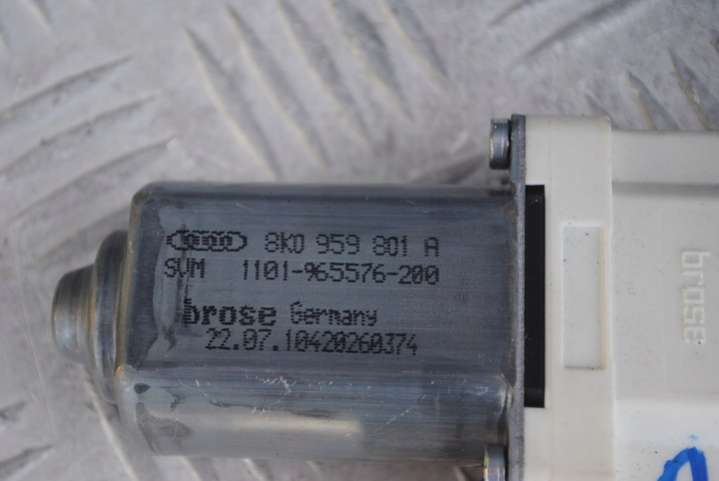 8K0 959 801 A
SVM 1101-965576-200
brose Germany
22.07.10420260374
brose